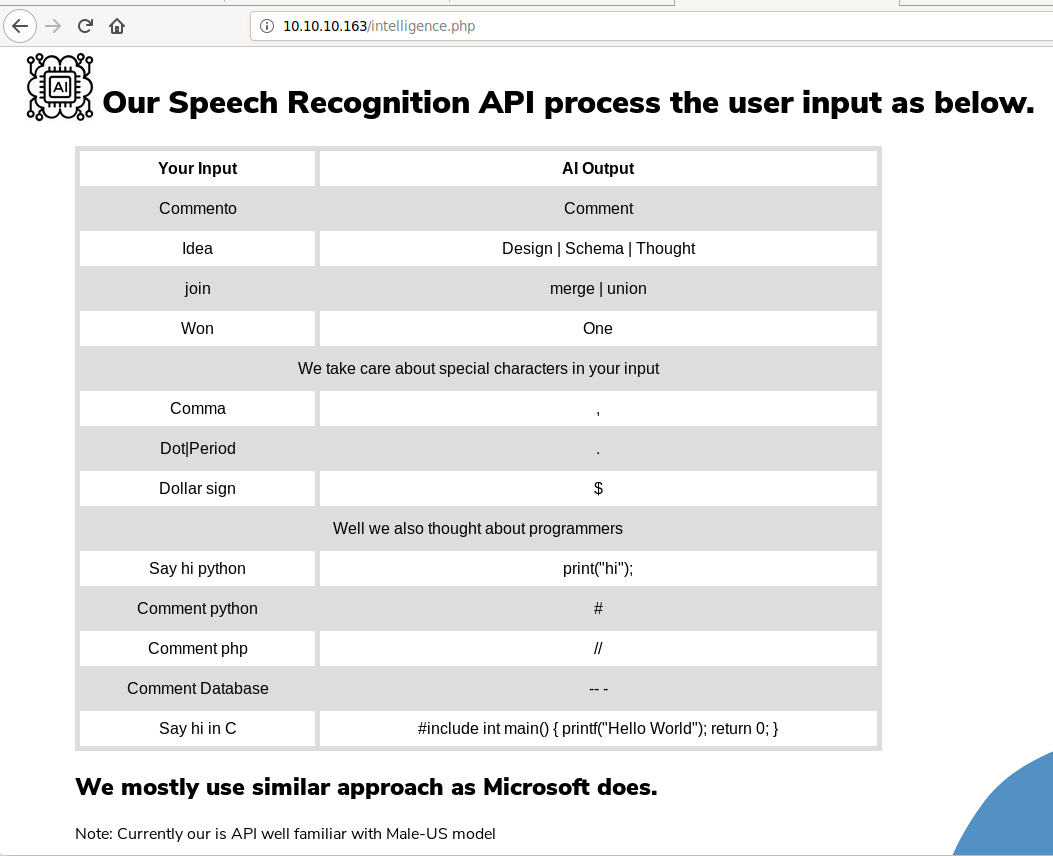 10.10.10.163/intelligence.php
AI
Our Speech Recognition API process the user input as below.
Your Input AI Output
Commento Comment
Idea Design | Schema | Thought
join merge | union
Won One
We take care about special characters in your input
Comma ,
Dot|Period .
Dollar sign $
Well we also thought about programmers
Say hi python print("hi");
Comment python #
Comment php //
Comment Database -- -
Say hi in C #include int main() { printf("Hello World"); return 0; }
We mostly use similar approach as Microsoft does.
Note: Currently our is API well familiar with Male-US model